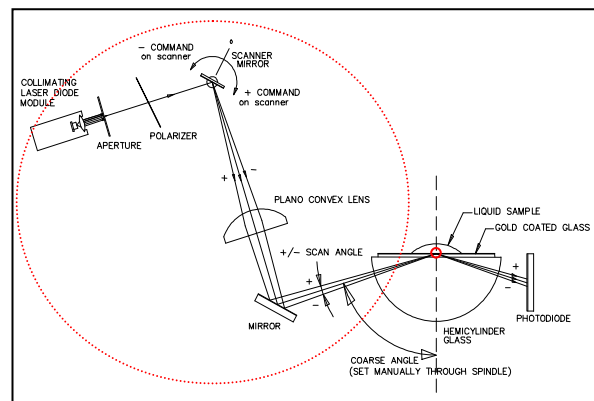 − COMMAND
on scanner
SCANNER
MIRROR
+ COMMAND
on scanner
COLLIMATING
LASER DIODE
MODULE
APERTURE
POLARIZER
+
−
PLANO CONVEX LENS
LIQUID SAMPLE
GOLD COATED GLASS
+/− SCAN ANGLE
+
−
+
−
MIRROR
HEMICYLINDER
GLASS
PHOTODIODE
COARSE ANGLE
(SET MANUALLY THROUGH SPINDLE)